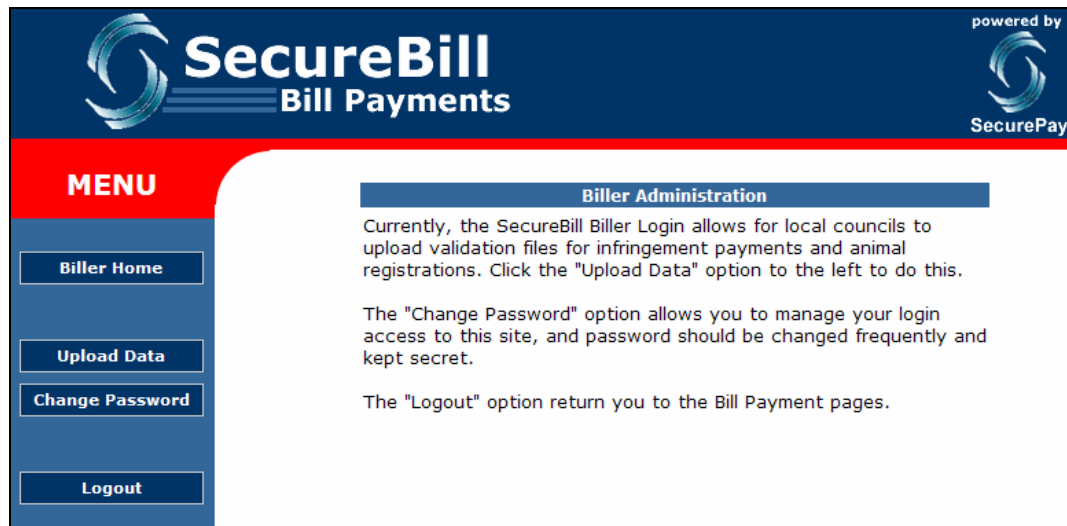 SecureBill
Bill Payments
powered by
SecurePay
MENU
Biller Home
Upload Data
Change Password
Logout
Biller Administration
Currently, the SecureBill Biller Login allows for local councils to
upload validation files for infringement payments and animal
registrations. Click the "Upload Data" option to the left to do this.
The "Change Password" option allows you to manage your login
access to this site, and password should be changed frequently and
kept secret.
The "Logout" option return you to the Bill Payment pages.